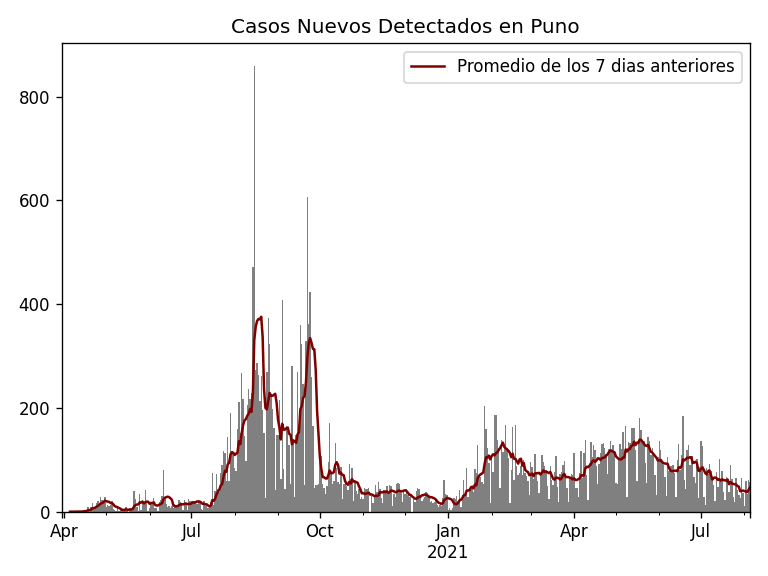 Casos Nuevos Detectados en Puno
Promedio de los 7 dias anteriores
800
600
400
200
0
Apr Jul Oct Jan Apr Jul
2021